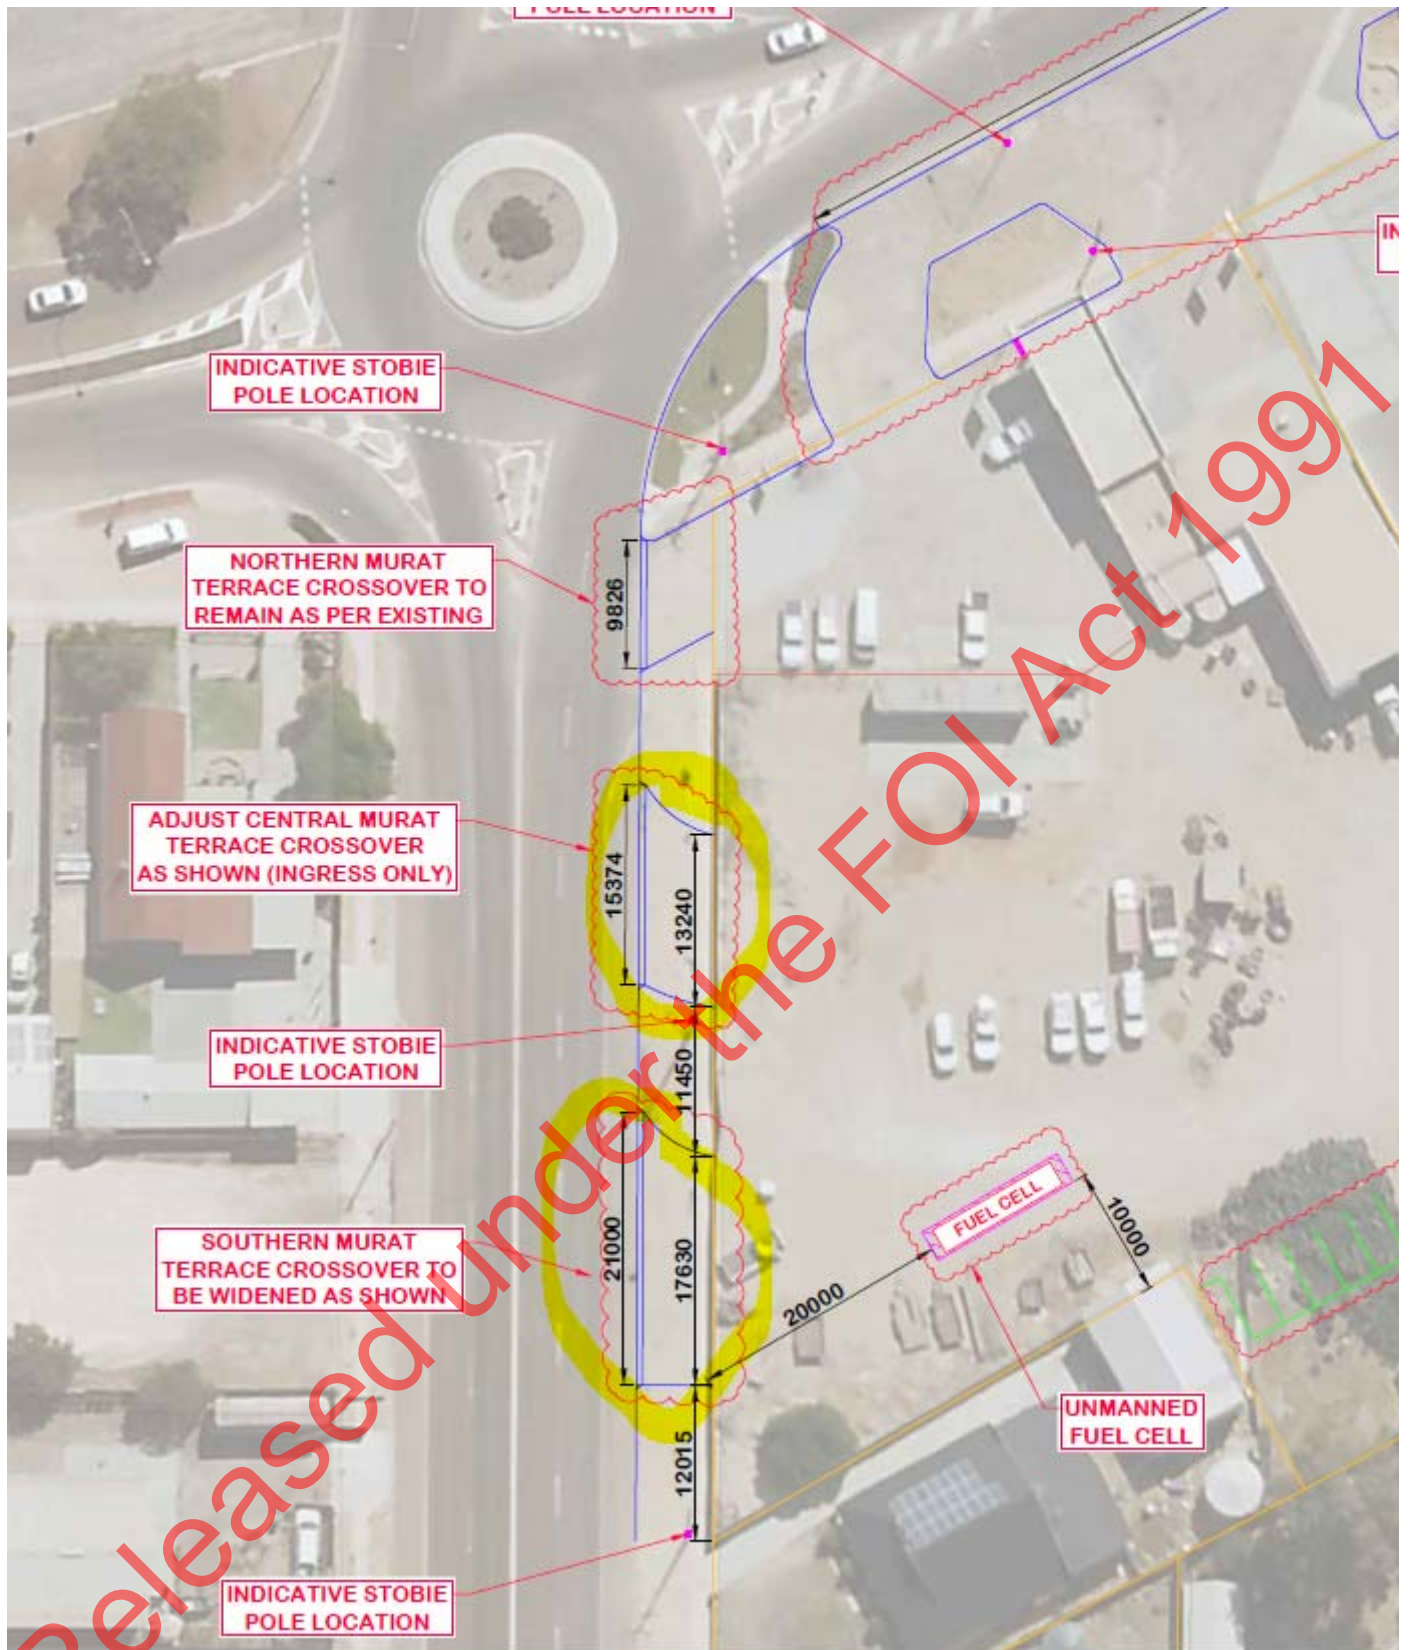 POLE LOCATION
IN
INDICATIVE STOBIE
POLE LOCATION
NORTHERN MURAT
TERRACE CROSSOVER TO
REMAIN AS PER EXISTING
9826
ADJUST CENTRAL MURAT
TERRACE CROSSOVER
AS SHOWN (INGRESS ONLY)
15374
13240
INDICATIVE STOBIE
POLE LOCATION
11450
SOUTHERN MURAT
TERRACE CROSSOVER TO
BE WIDENED AS SHOWN
21000
17630
FUEL CELL
10000
20000
UNMANNED
FUEL CELL
12015
INDICATIVE STOBIE
POLE LOCATION
Released under the FOI Act 1991